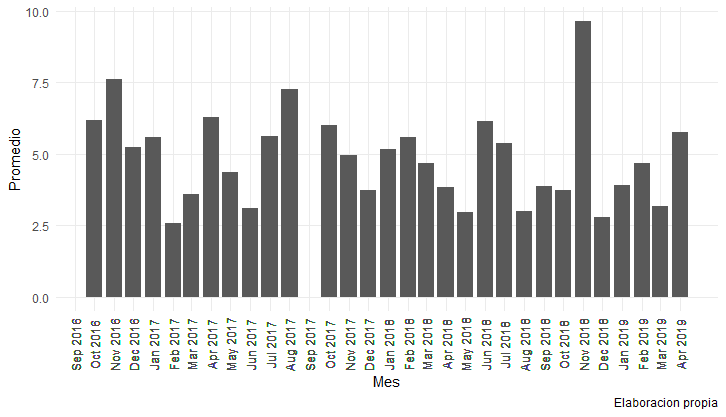 10.0
7.5
5.0
2.5
0.0
Promedio
Sep 2016
Oct 2016
Nov 2016
Dec 2016
Jan 2017
Feb 2017
Mar 2017
Apr 2017
May 2017
Jun 2017
Jul 2017
Aug 2017
Sep 2017
Oct 2017
Nov 2017
Dec 2017
Jan 2018
Feb 2018
Mar 2018
Apr 2018
May 2018
Jun 2018
Jul 2018
Aug 2018
Sep 2018
Oct 2018
Nov 2018
Dec 2018
Jan 2019
Feb 2019
Mar 2019
Apr 2019
Mes
Elaboracion propia